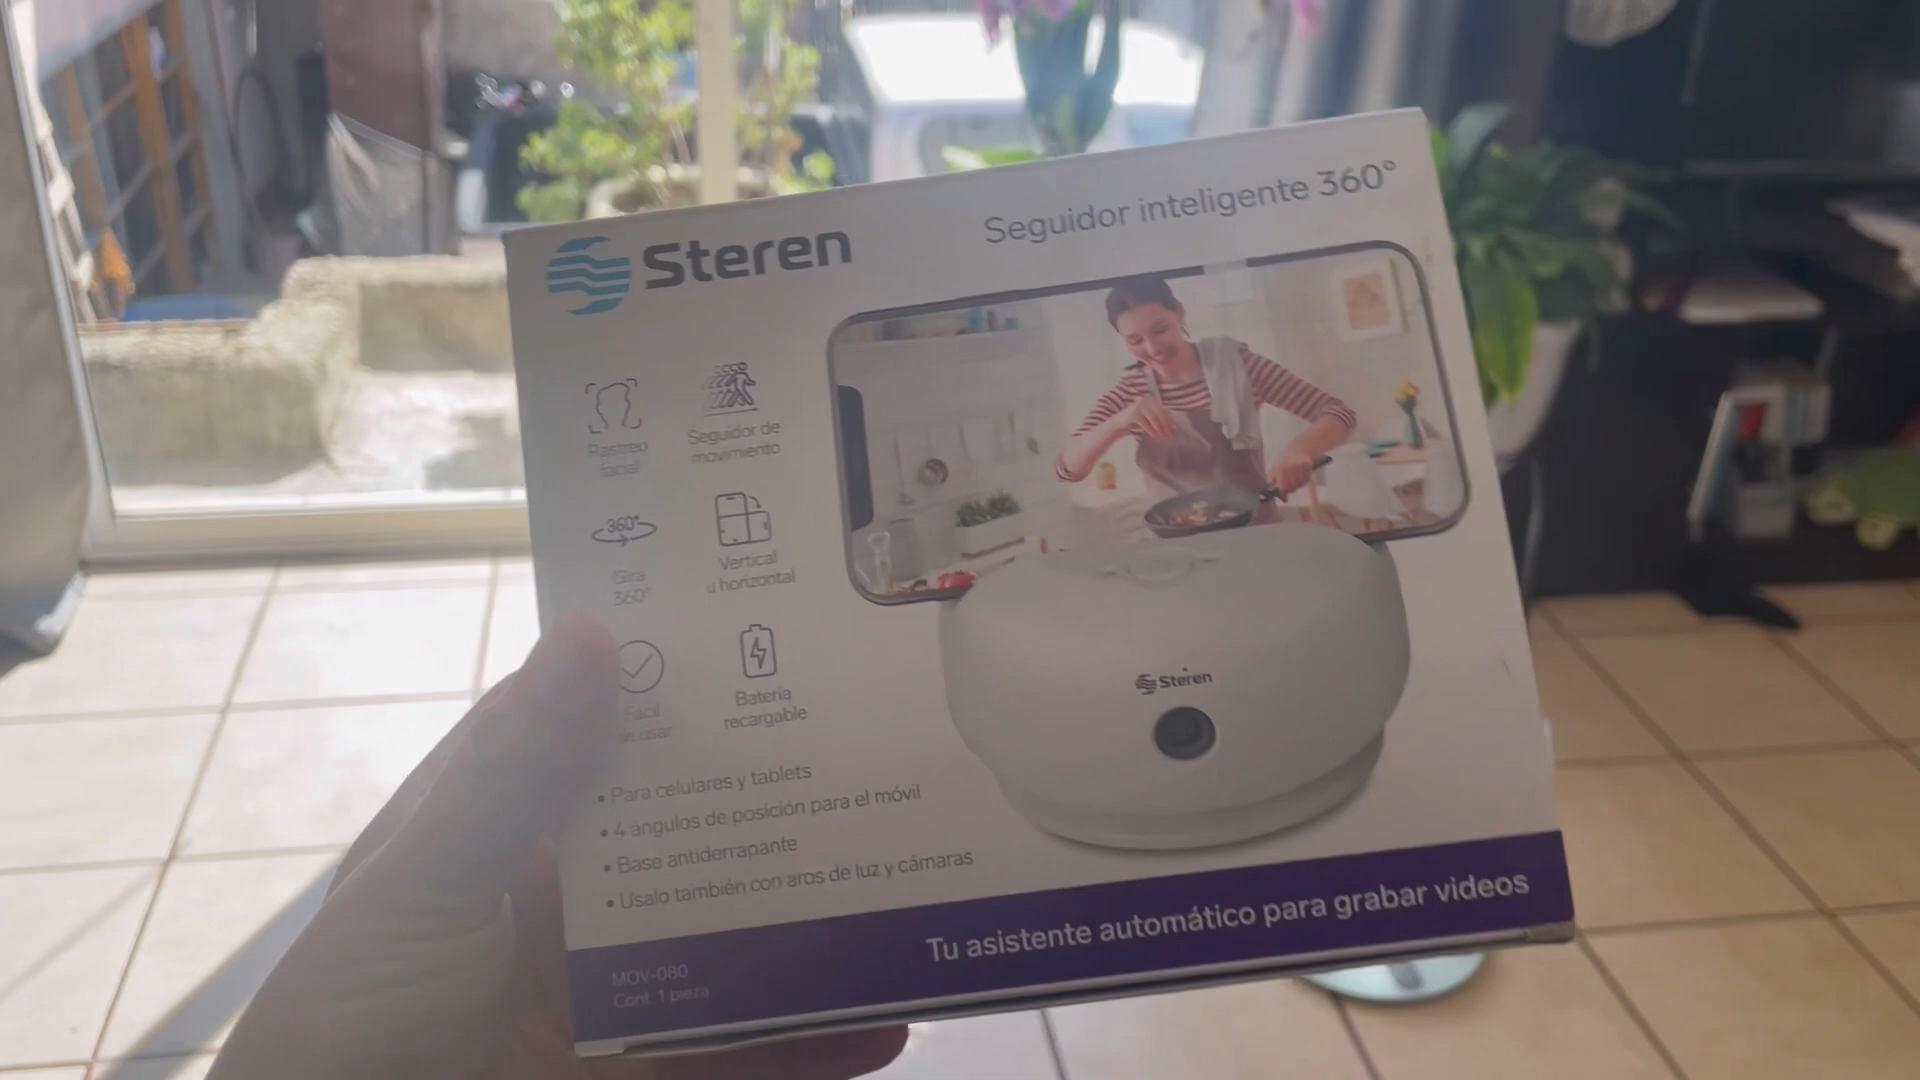 Steren
Seguidor inteligente 360°
Rastreo
facial
Seguidor de
movimiento
360°
Gira
360°
Vertical
u horizontal
Fácil
de usar
Batería
recargable
Steren
• Para celulares y tablets
• 4 ángulos de posición para el móvil
• Base antiderrapante
• Úsalo también con aros de luz y cámaras
Tu asistente automático para grabar videos
MOV-080
Cont. 1 pieza